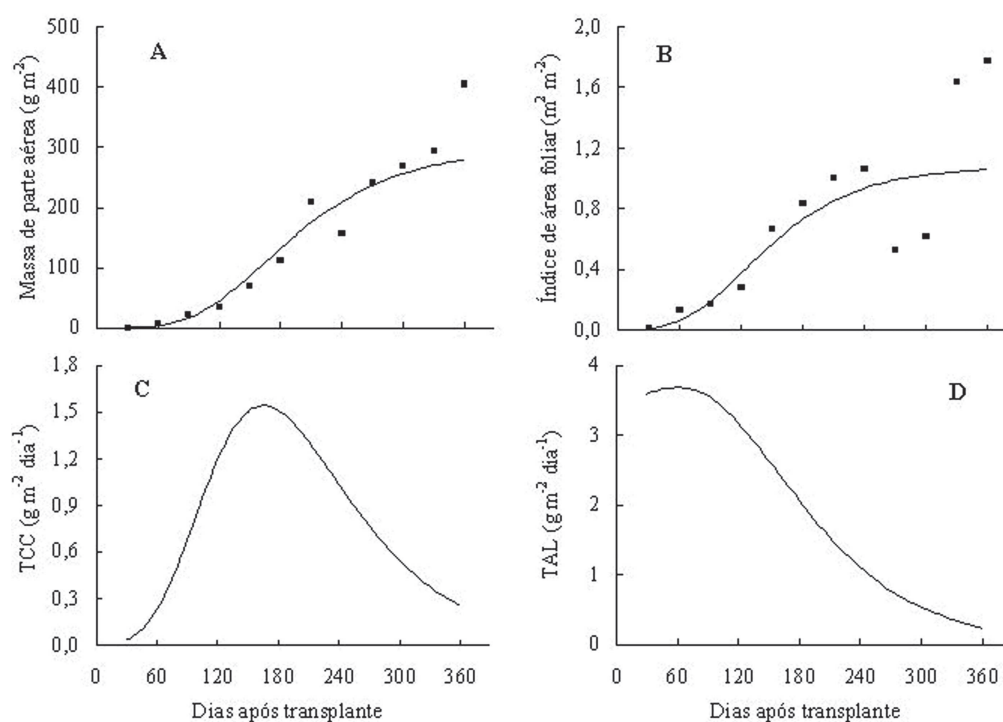 A
Massa de parte aérea (g m⁻²)
500
400
300
200
100
0
B
Índice de área foliar (m² m⁻²)
2,0
1,6
1,2
0,8
0,4
0,0
C
TCC (g m⁻² dia⁻¹)
1,8
1,5
1,2
0,9
0,6
0,3
0,0
0 60 120 180 240 300 360
Dias após transplante
D
TAL (g m⁻² dia⁻¹)
4
3
2
1
0
0 60 120 180 240 300 360
Dias após transplante